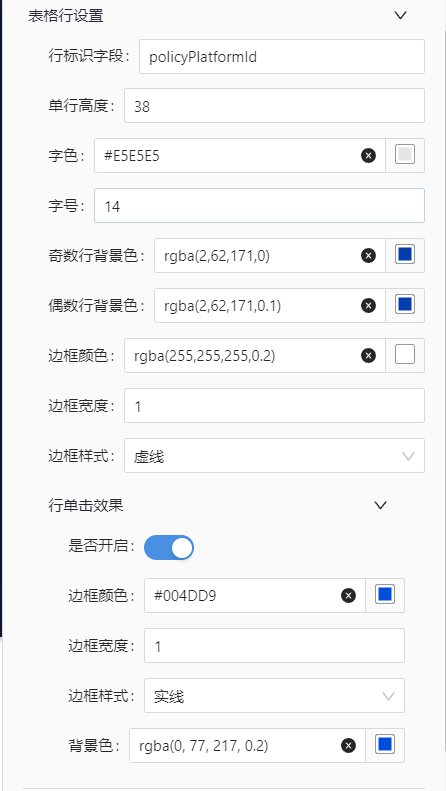 表格行设置
行标识字段： policyPlatformId
单行高度： 38
字色： #E5E5E5
字号： 14
奇数行背景色： rgba(2,62,171,0)
偶数行背景色： rgba(2,62,171,0.1)
边框颜色： rgba(255,255,255,0.2)
边框宽度： 1
边框样式： 虚线
行单击效果
是否开启：
边框颜色： #004DD9
边框宽度： 1
边框样式： 实线
背景色： rgba(0, 77, 217, 0.2)